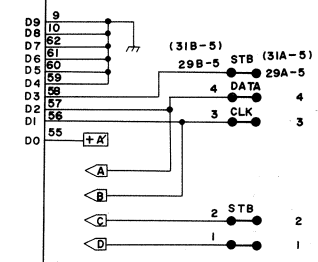 D9 9
D8 10
D7 62
D6 61
D5 60
D4 59
D3 58
D2 57
D1 56
D0 55 +A
(31B-5) STB (31A-5)
29B-5 29A-5
4 DATA 4
3 CLK 3
A
B
C 2 STB 2
D 1 1